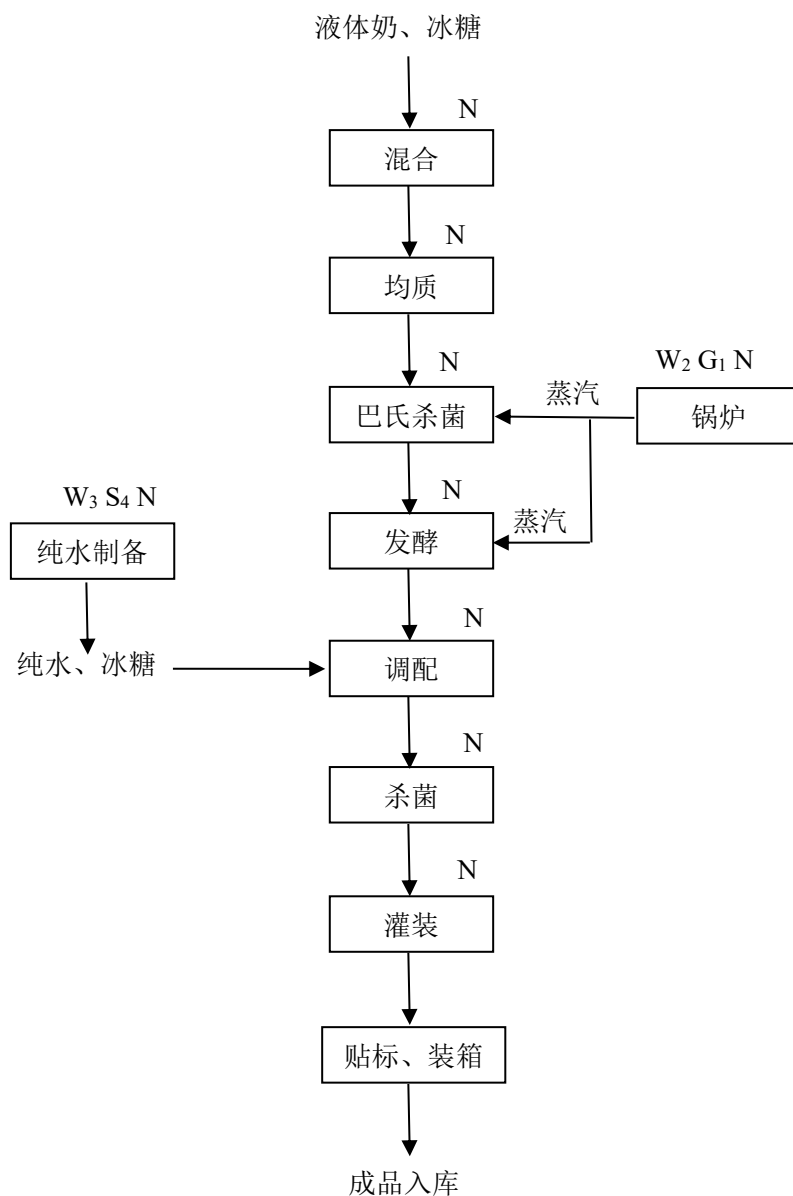 液体奶、冰糖
N
混合
N
均质
N
W₂ G₁ N
蒸汽
巴氏杀菌
锅炉
N
W₃ S₄ N
蒸汽
纯水制备
发酵
N
纯水、冰糖
调配
N
杀菌
N
灌装
贴标、装箱
成品入库